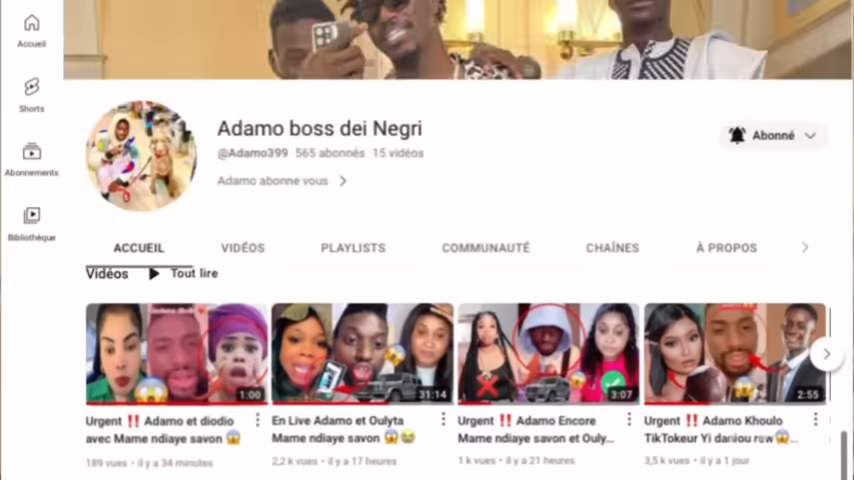 Accueil
Shorts
Abonnements
Bibliothèque
Adamo boss dei Negri
@Adamo399 565 abonnés 15 vidéos
Adamo abonne vous
Abonné
ACCUEIL VIDÉOS PLAYLISTS COMMUNAUTÉ CHAÎNES À PROPOS
Vidéos Tout lire
1:00
Urgent ‼️ Adamo et diodio
avec Mame ndiaye savon 😱
189 vues • il y a 34 minutes
31:14
En Live Adamo et Oulyta
Mame ndiaye savon 😱😭
2,2 k vues • il y a 17 heures
3:07
Urgent ‼️ Adamo Encore
Mame ndiaye savon et Ouly...
1 k vues • il y a 21 heures
2:55
Urgent ‼️ Adamo Khoulo
TikTokeur Yi daniou raw😱...
3,5 k vues • il y a 1 jour